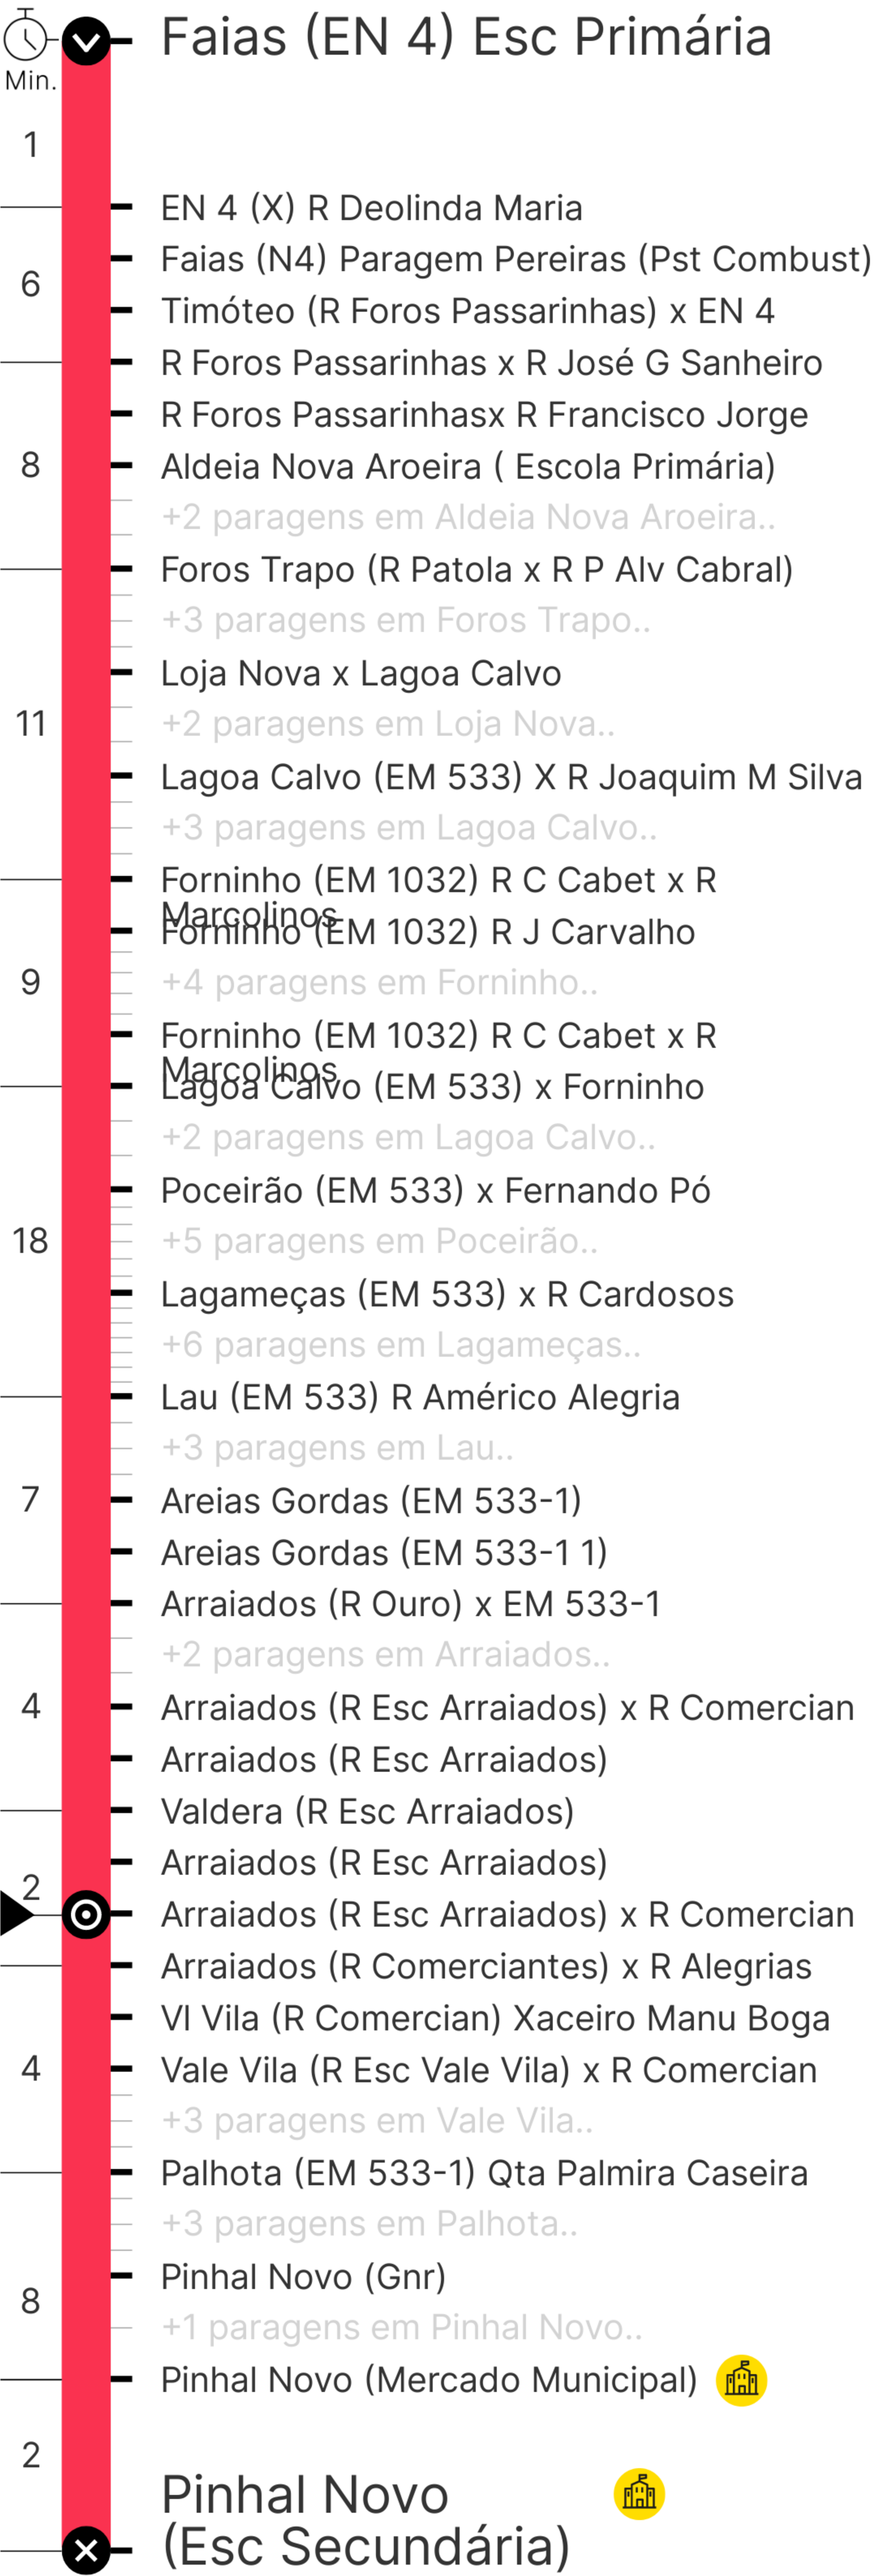 Faias (EN 4) Esc Primária
Min.
1
EN 4 (X) R Deolinda Maria
Faias (N4) Paragem Pereiras (Pst Combust)
6
Timóteo (R Foros Passarinhas) x EN 4
R Foros Passarinhas x R José G Sanheiro
R Foros Passarinhasx R Francisco Jorge
8
Aldeia Nova Aroeira ( Escola Primária)
+2 paragens em Aldeia Nova Aroeira..
Foros Trapo (R Patola x R P Alv Cabral)
+3 paragens em Foros Trapo..
Loja Nova x Lagoa Calvo
11
+2 paragens em Loja Nova..
Lagoa Calvo (EM 533) X R Joaquim M Silva
+3 paragens em Lagoa Calvo..
Forninho (EM 1032) R C Cabet x R
Marcolinos
Forninho (EM 1032) R J Carvalho
9
+4 paragens em Forninho..
Forninho (EM 1032) R C Cabet x R
Marcolinos
Lagoa Calvo (EM 533) x Forninho
+2 paragens em Lagoa Calvo..
Poceirão (EM 533) x Fernando Pó
18
+5 paragens em Poceirão..
Lagameças (EM 533) x R Cardosos
+6 paragens em Lagameças..
Lau (EM 533) R Américo Alegria
+3 paragens em Lau..
7
Areias Gordas (EM 533-1)
Areias Gordas (EM 533-1 1)
Arraiados (R Ouro) x EM 533-1
+2 paragens em Arraiados..
4
Arraiados (R Esc Arraiados) x R Comercian
Arraiados (R Esc Arraiados)
Valdera (R Esc Arraiados)
Arraiados (R Esc Arraiados)
2
Arraiados (R Esc Arraiados) x R Comercian
Arraiados (R Comerciantes) x R Alegrias
Vl Vila (R Comercian) Xaceiro Manu Boga
4
Vale Vila (R Esc Vale Vila) x R Comercian
+3 paragens em Vale Vila..
Palhota (EM 533-1) Qta Palmira Caseira
+3 paragens em Palhota..
Pinhal Novo (Gnr)
8
+1 paragens em Pinhal Novo..
Pinhal Novo (Mercado Municipal)
2
Pinhal Novo
(Esc Secundária)